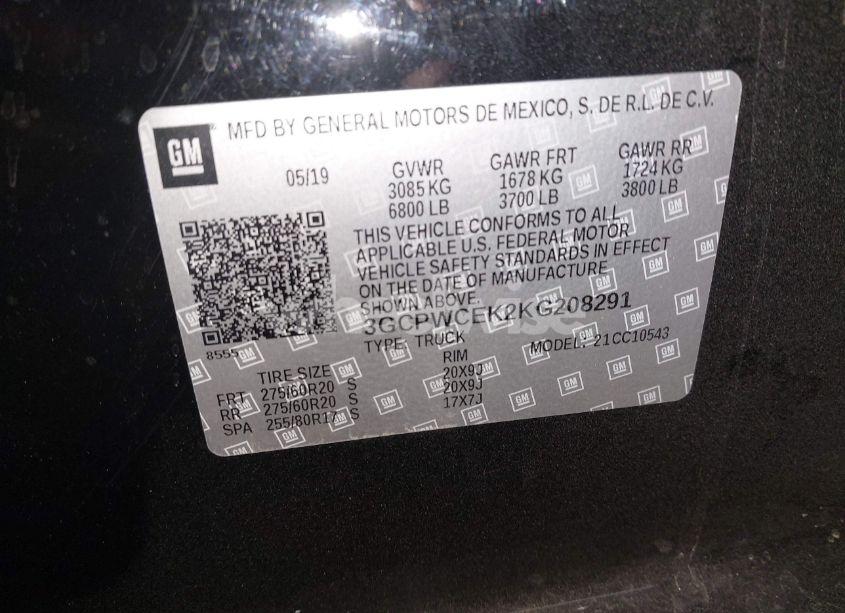 GM
MFD BY GENERAL MOTORS DE MEXICO, S. DE R.L. DE C.V.
05/19 GVWR GAWR FRT GAWR RR
3085 KG 1678 KG 1724 KG
6800 LB 3700 LB 3800 LB
THIS VEHICLE CONFORMS TO ALL
APPLICABLE U.S. FEDERAL MOTOR
VEHICLE SAFETY STANDARDS IN EFFECT
ON THE DATE OF MANUFACTURE
SHOWN ABOVE.
3GCPWCEK2KG208291
8555
TYPE: TRUCK MODEL: 21CC10543
TIRE SIZE RIM
FRT 275/60R20 S 20X9J
RR 275/60R20 S 20X9J
SPA 255/80R17 S 17X7J